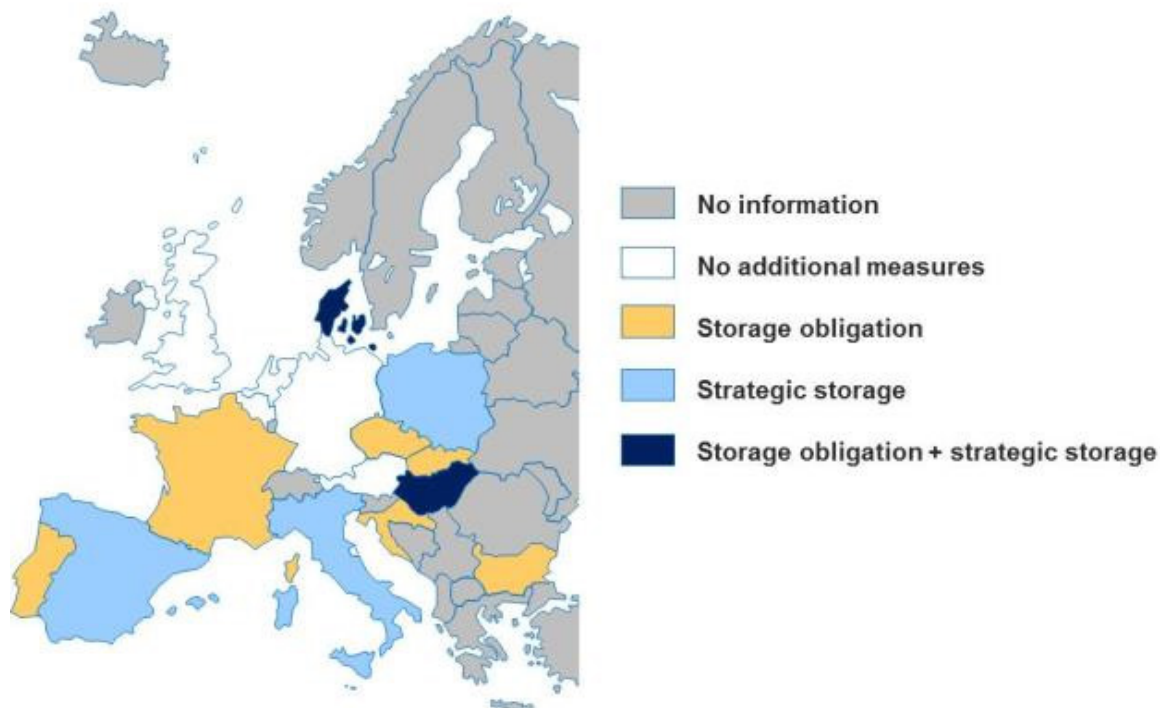 No information
No additional measures
Storage obligation
Strategic storage
Storage obligation + strategic storage